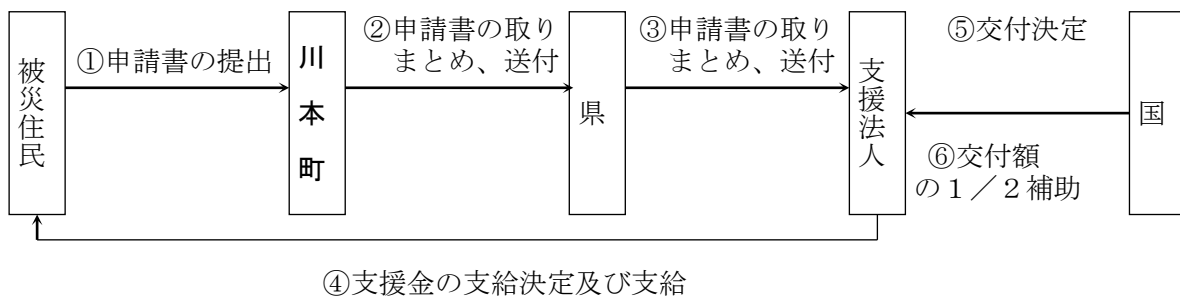 被災住民
①申請書の提出
川本町
②申請書の取り
まとめ、送付
県
③申請書の取り
まとめ、送付
支援法人
⑤交付決定
⑥交付額
の１／２補助
国
④支援金の支給決定及び支給